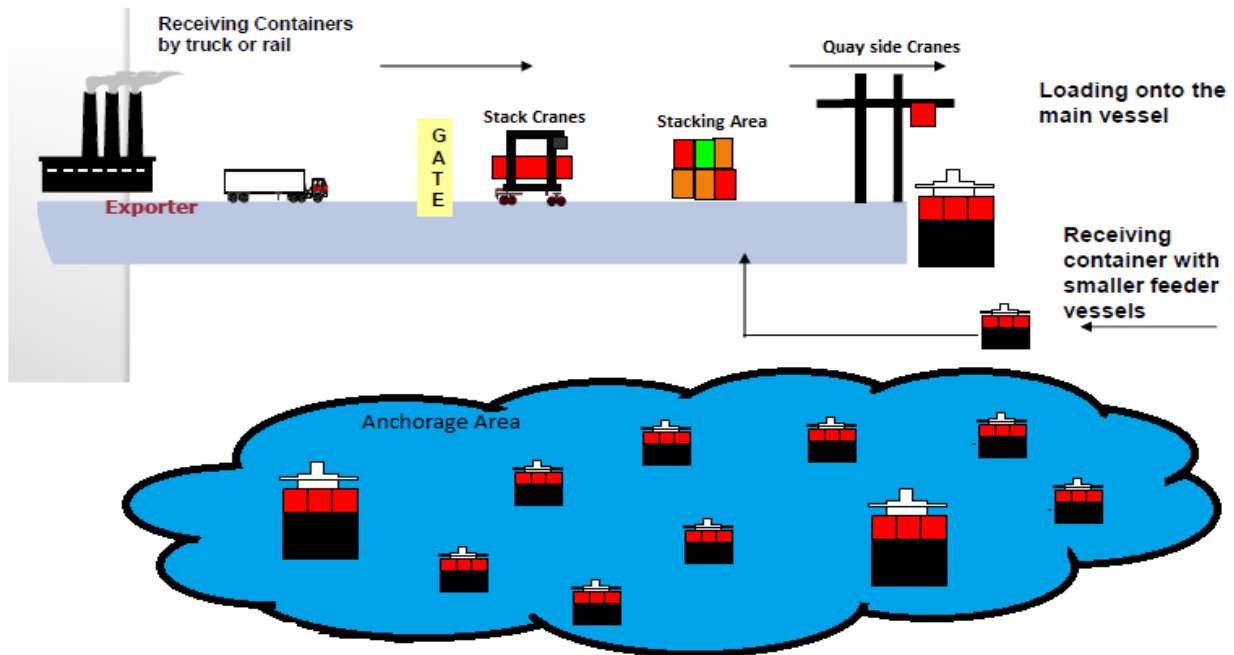 Receiving Containers
by truck or rail
Quay side Cranes
Loading onto the
main vessel
Stack Cranes
Stacking Area
G
A
T
E
Exporter
Receiving
container with
smaller feeder
vessels
Anchorage Area